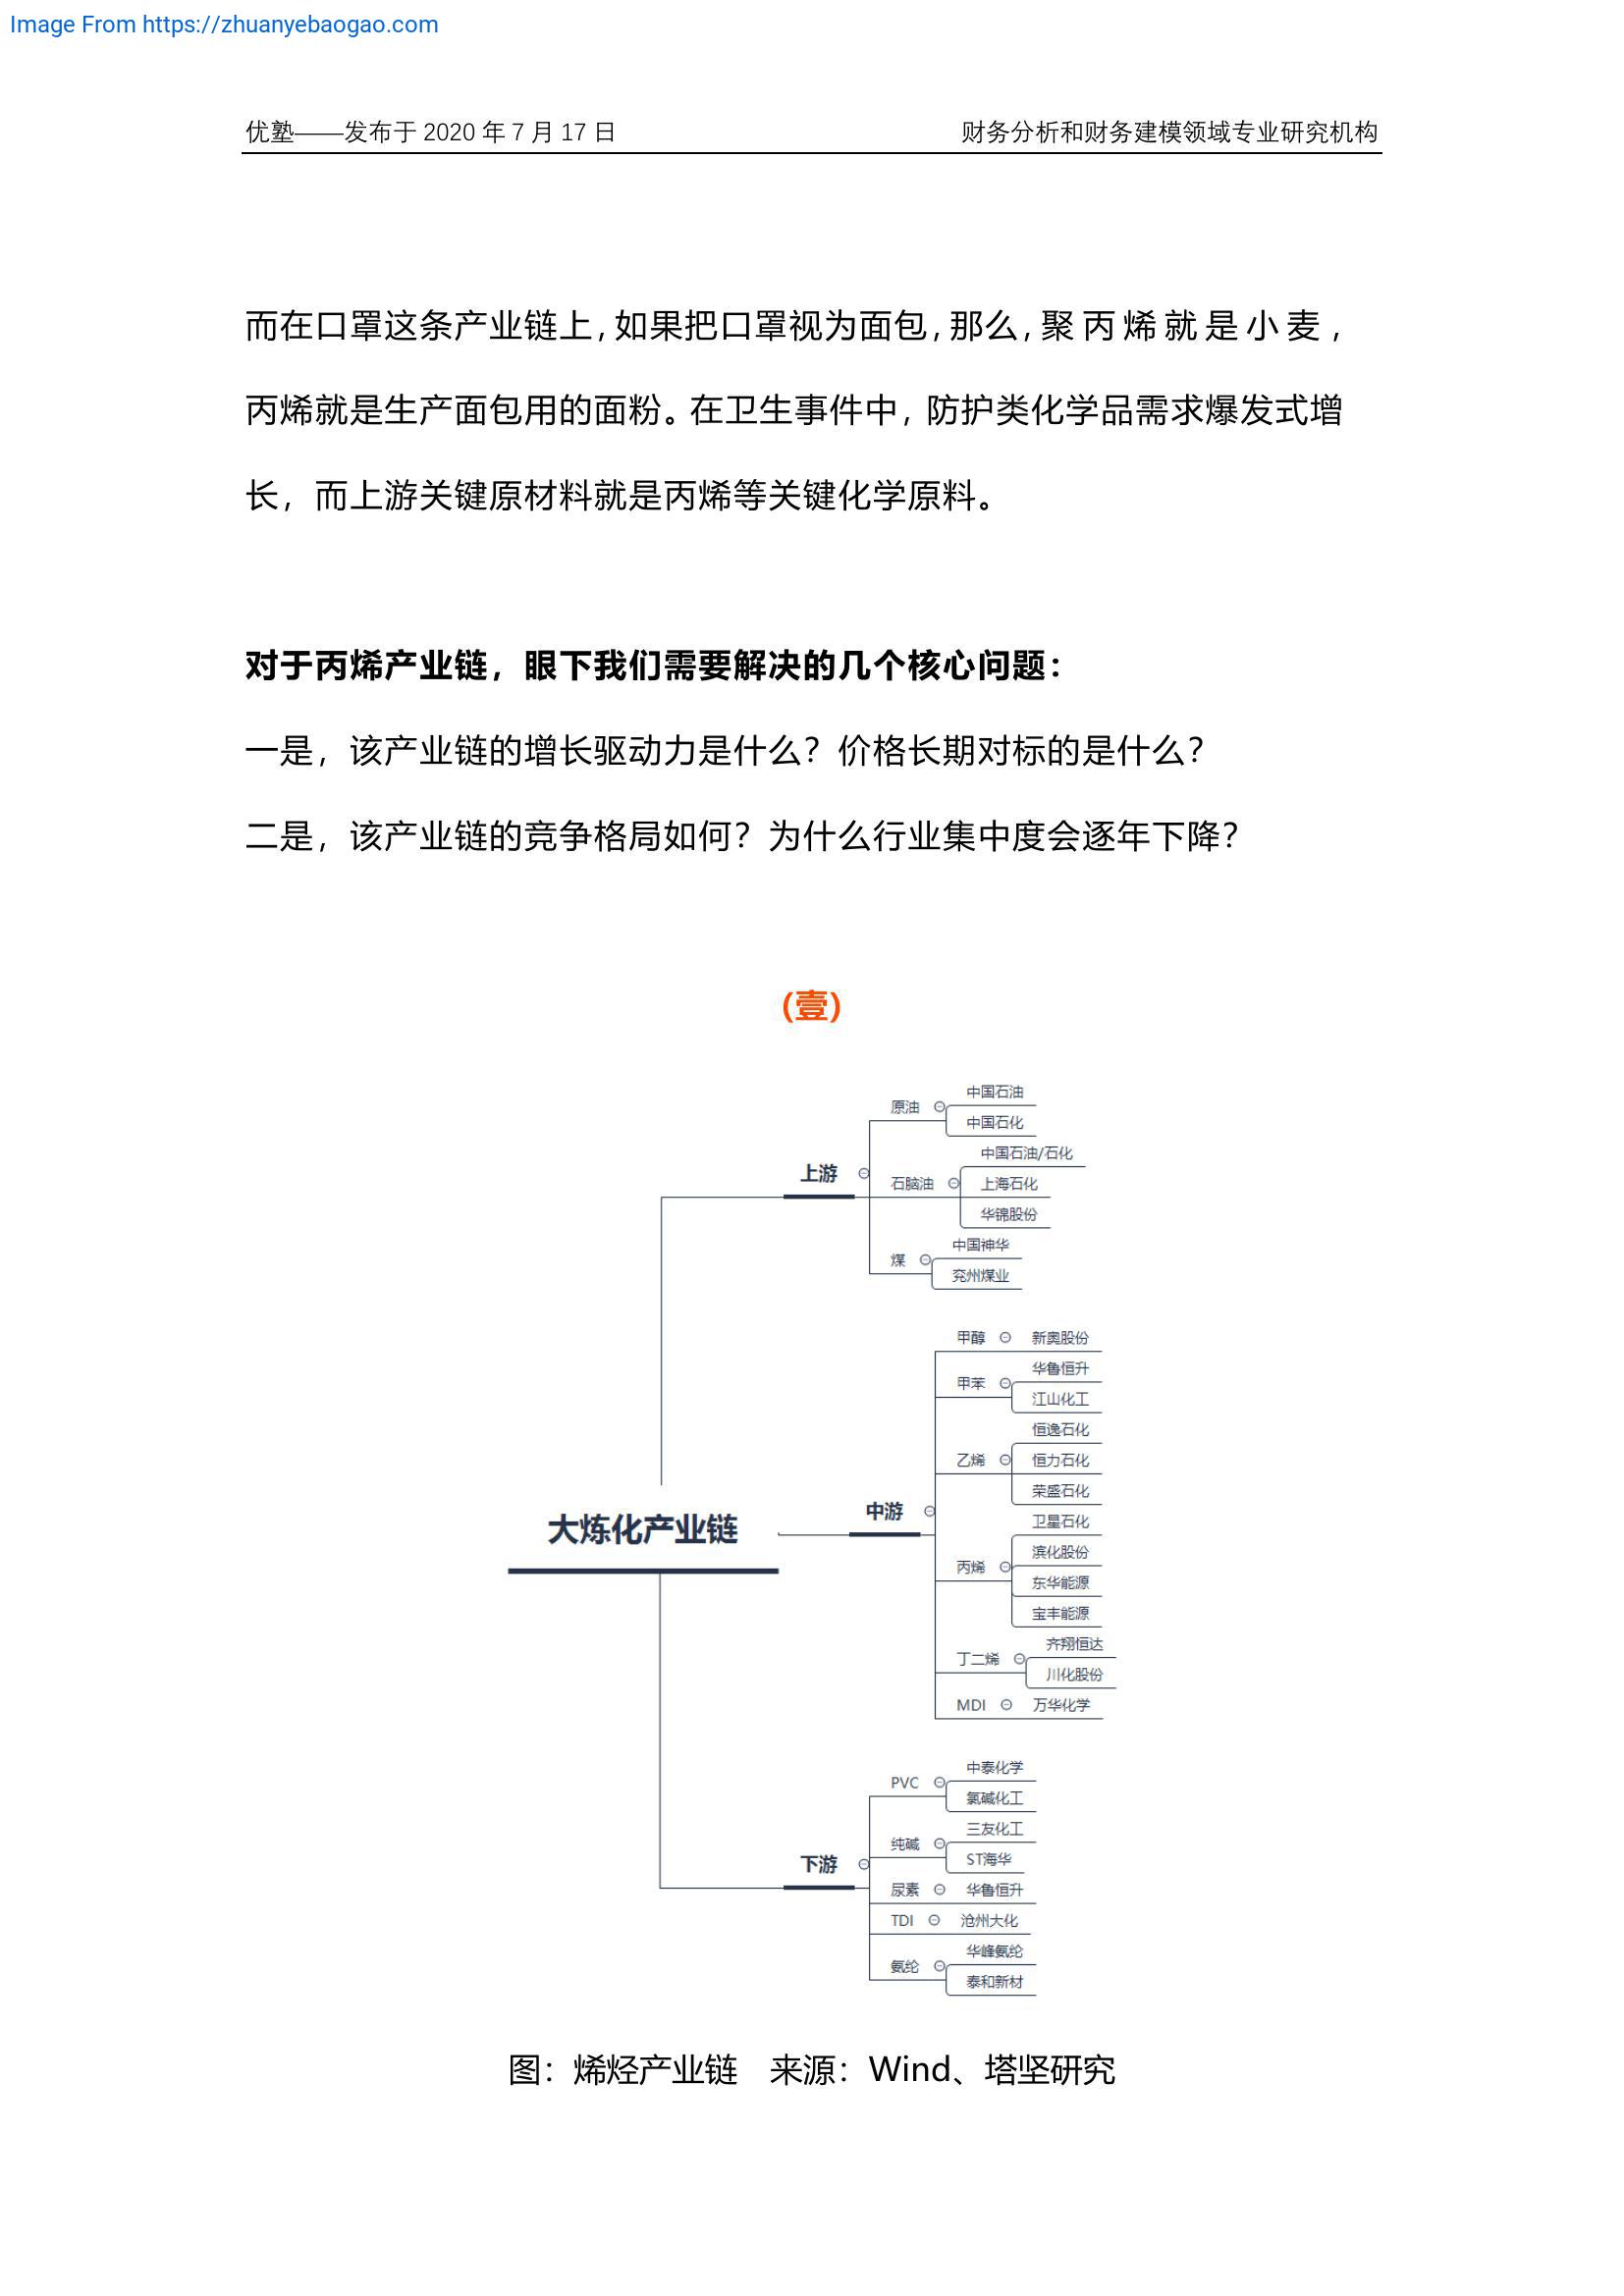 Image From https://zhuanyebaogao.com
优塾——发布于 2020 年 7 月 17 日 财务分析和财务建模领域专业研究机构
而在口罩这条产业链上，如果把口罩视为面包，那么，聚丙烯就是小麦，
丙烯就是生产面包用的面粉。在卫生事件中，防护类化学品需求爆发式增
长，而上游关键原材料就是丙烯等关键化学原料。
对于丙烯产业链，眼下我们需要解决的几个核心问题：
一是，该产业链的增长驱动力是什么？价格长期对标的是什么？
二是，该产业链的竞争格局如何？为什么行业集中度会逐年下降？
(壹)
大炼化产业链
上游
原油
中国石油
中国石化
石脑油
中国石油/石化
上海石化
华锦股份
煤
中国神华
兖州煤业
中游
甲醇
新奥股份
甲苯
华鲁恒升
江山化工
乙烯
恒逸石化
恒力石化
荣盛石化
丙烯
卫星石化
滨化股份
东华能源
宝丰能源
丁二烯
齐翔恒达
川化股份
MDI
万华化学
下游
PVC
中泰化学
氯碱化工
纯碱
三友化工
ST海华
尿素
华鲁恒升
TDI
沧州大化
氨纶
华峰氨纶
泰和新材
图：烯烃产业链 来源：Wind、塔坚研究